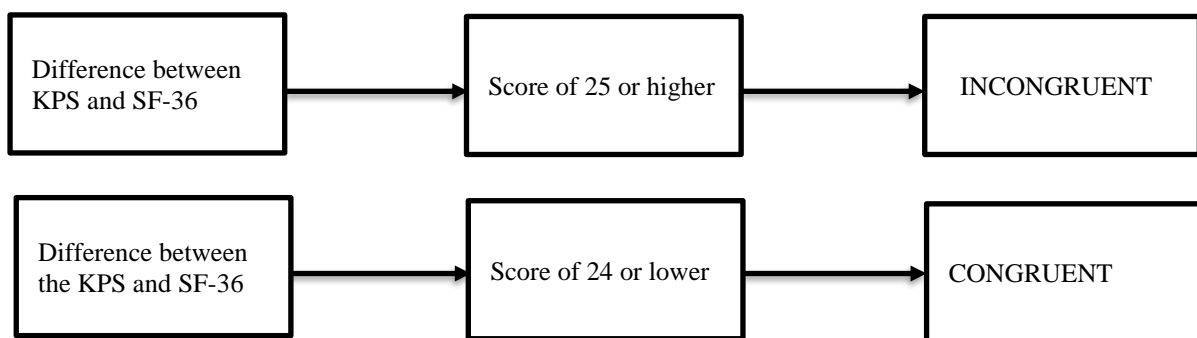 Difference between
KPS and SF-36
Score of 25 or higher
INCONGRUENT
Difference between
the KPS and SF-36
Score of 24 or lower
CONGRUENT